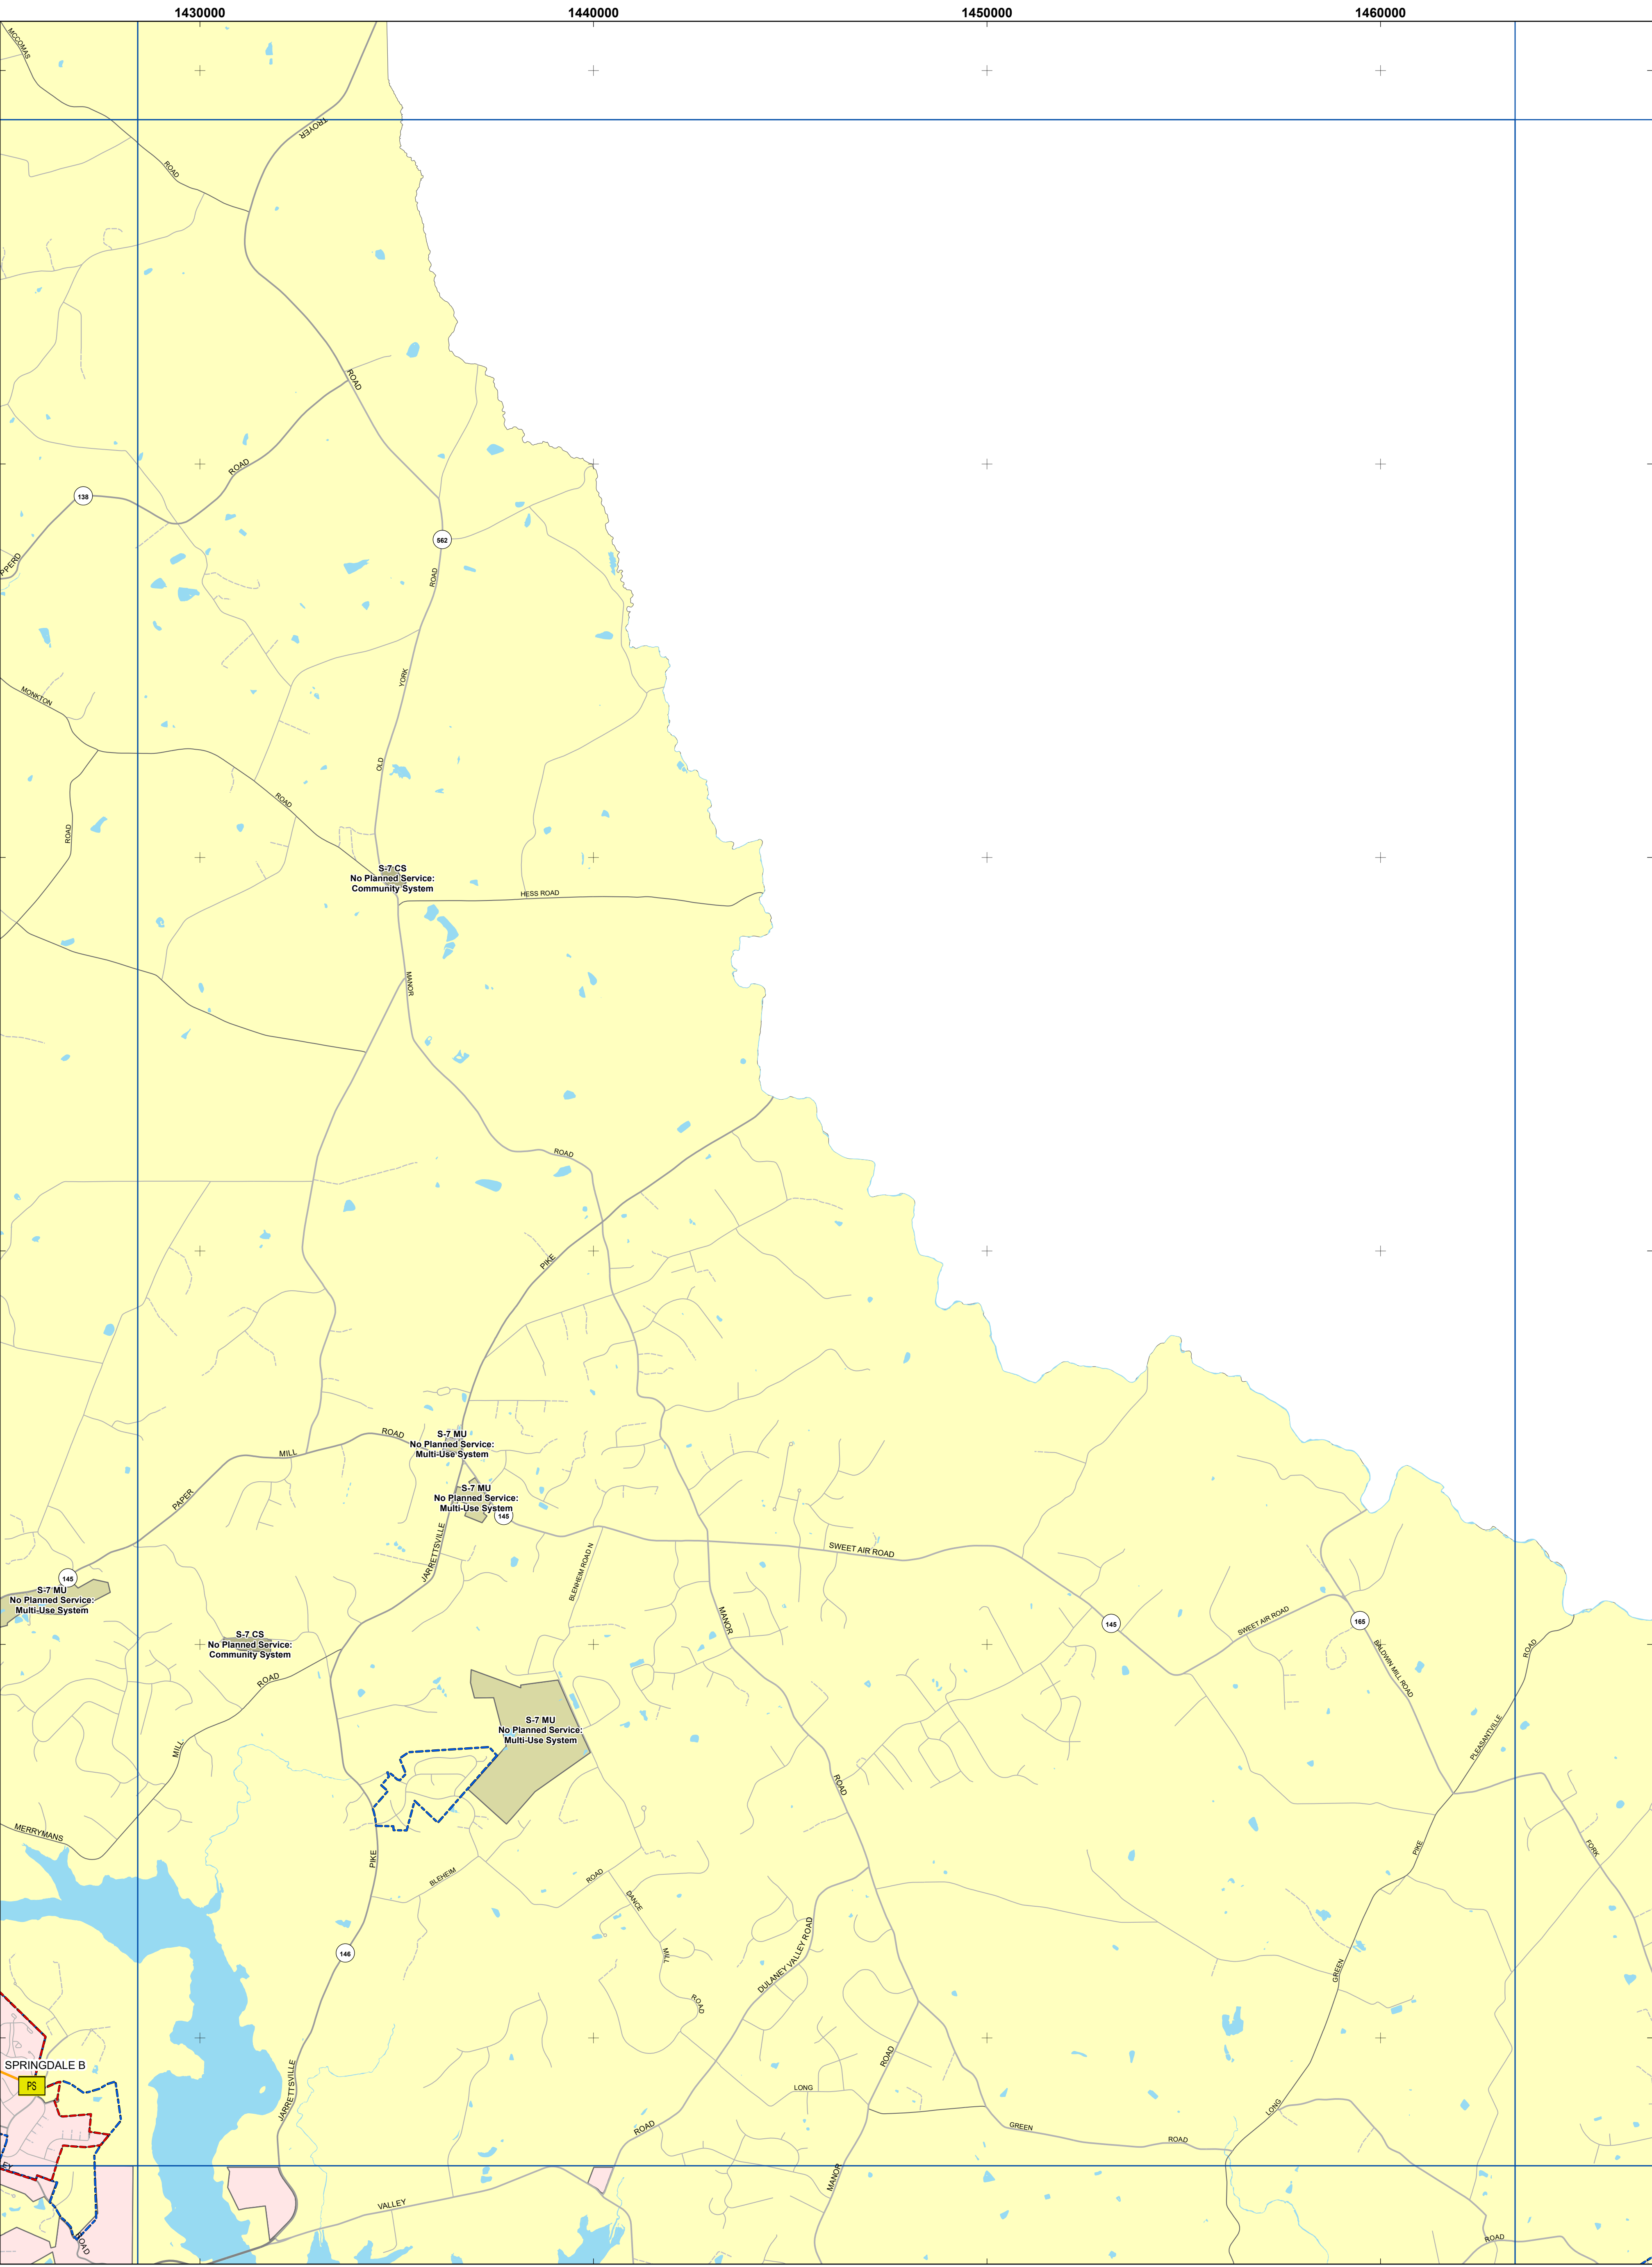 1430000
1440000
1450000
1460000
MCCOMAS
TROYER
ROAD
ROAD
ROAD
138
562
PPERD
ROAD
ROAD
YORK
MONKTON
OLD
ROAD
ROAD
S-7 CS
No Planned Service:
Community System
HESS ROAD
MANOR
ROAD
PIKE
ROAD
MILL
S-7 MU
No Planned Service:
Multi-Use System
PAPER
S-7 MU
No Planned Service:
Multi-Use System
145
JARRETTSVILLE
BLENHEIM ROAD N
SWEET AIR ROAD
145
S-7 MU
No Planned Service:
Multi-Use System
S-7 CS
No Planned Service:
Community System
MANOR
145
SWEET AIR ROAD
165
BALDWIN MILL ROAD
ROAD
ROAD
MILL
S-7 MU
No Planned Service:
Multi-Use System
PLEASANTVILLE
ROAD
MERRYMANS
PIKE
BLEHEIM
ROAD
DANCE
PIKE
FORK
146
MILL
DULANEY VALLEY ROAD
GREEN
ROAD
SPRINGDALE B
PS
JARRETTSVILLE
ROAD
LONG
LONG
ROAD
GREEN
ROAD
EY
VALLEY
MANOR
ROAD
ROAD